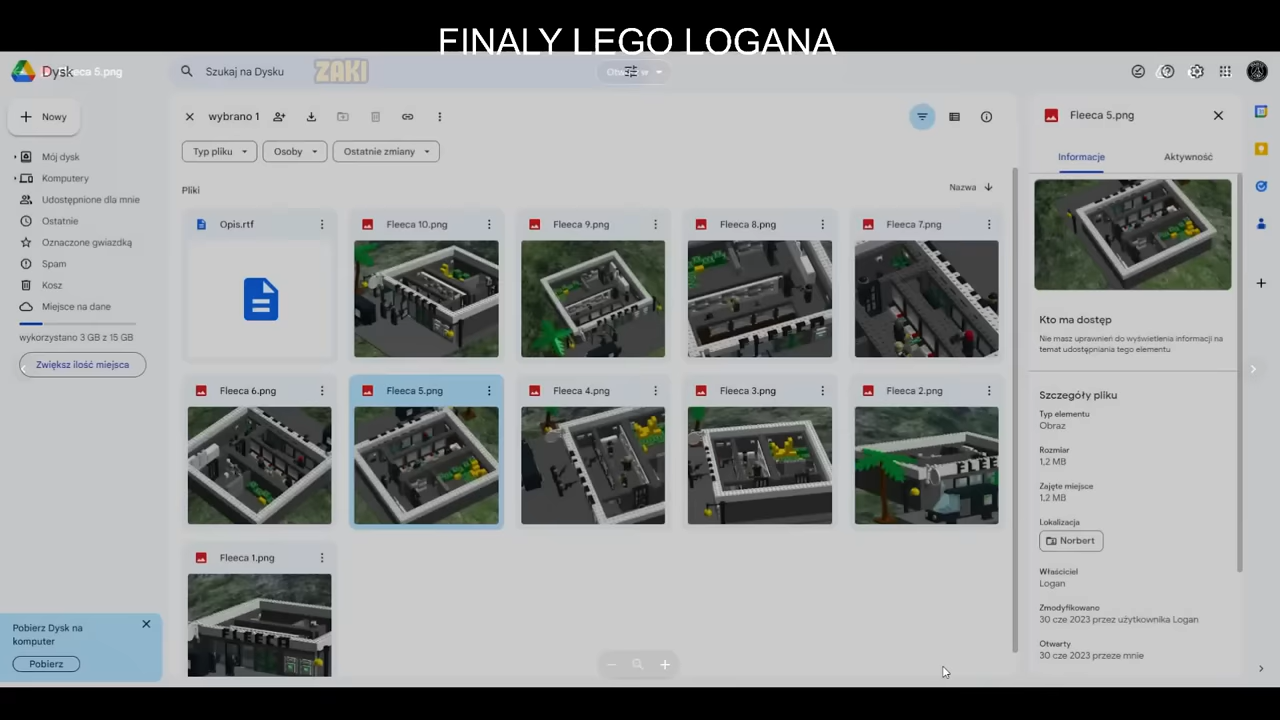 FINALY LEGO LOGANA
Dysk
Fleeca 5.png
Szukaj na Dysku
ZAKI
Nowy
wybrano 1
Fleeca 5.png
Typ pliku
Osoby
Ostatnie zmiany
Informacje
Aktywność
Mój dysk
Komputery
Udostępnione dla mnie
Ostatnie
Oznaczone gwiazdką
Spam
Kosz
Miejsce na dane
wykorzystano 3 GB z 15 GB
Zwiększ ilość miejsca
Pliki
Nazwa
Opis.rtf
Fleeca 10.png
Fleeca 9.png
Fleeca 8.png
Fleeca 7.png
Fleeca 6.png
Fleeca 5.png
Fleeca 4.png
Fleeca 3.png
Fleeca 2.png
Fleeca 1.png
FLEECA
Kto ma dostęp
Nie masz uprawnień do wyświetlenia informacji na
temat udostępniania tego elementu
Szczegóły pliku
Typ elementu
Obraz
Rozmiar
1,2 MB
Zajęte miejsce
1,2 MB
Lokalizacja
Norbert
Właściciel
Logan
Zmodyfikowano
30 cze 2023 przez użytkownika Logan
Otwarty
30 cze 2023 przeze mnie
Pobierz Dysk na
komputer
Pobierz